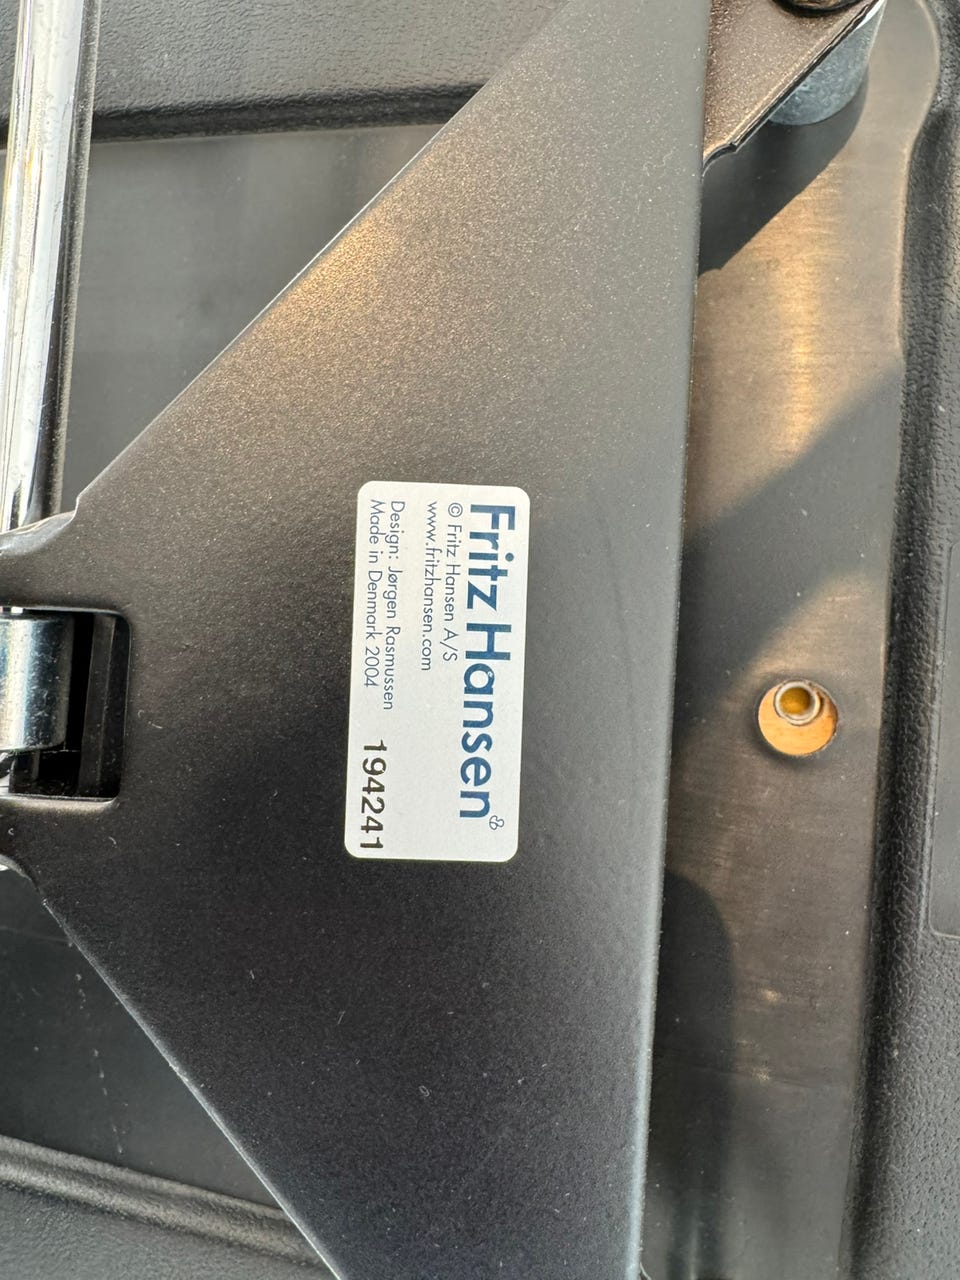 Fritz Hansen
© Fritz Hansen A/S
www.fritzhansen.com
Design: Jørgen Rasmussen
Made in Denmark 2004
194241